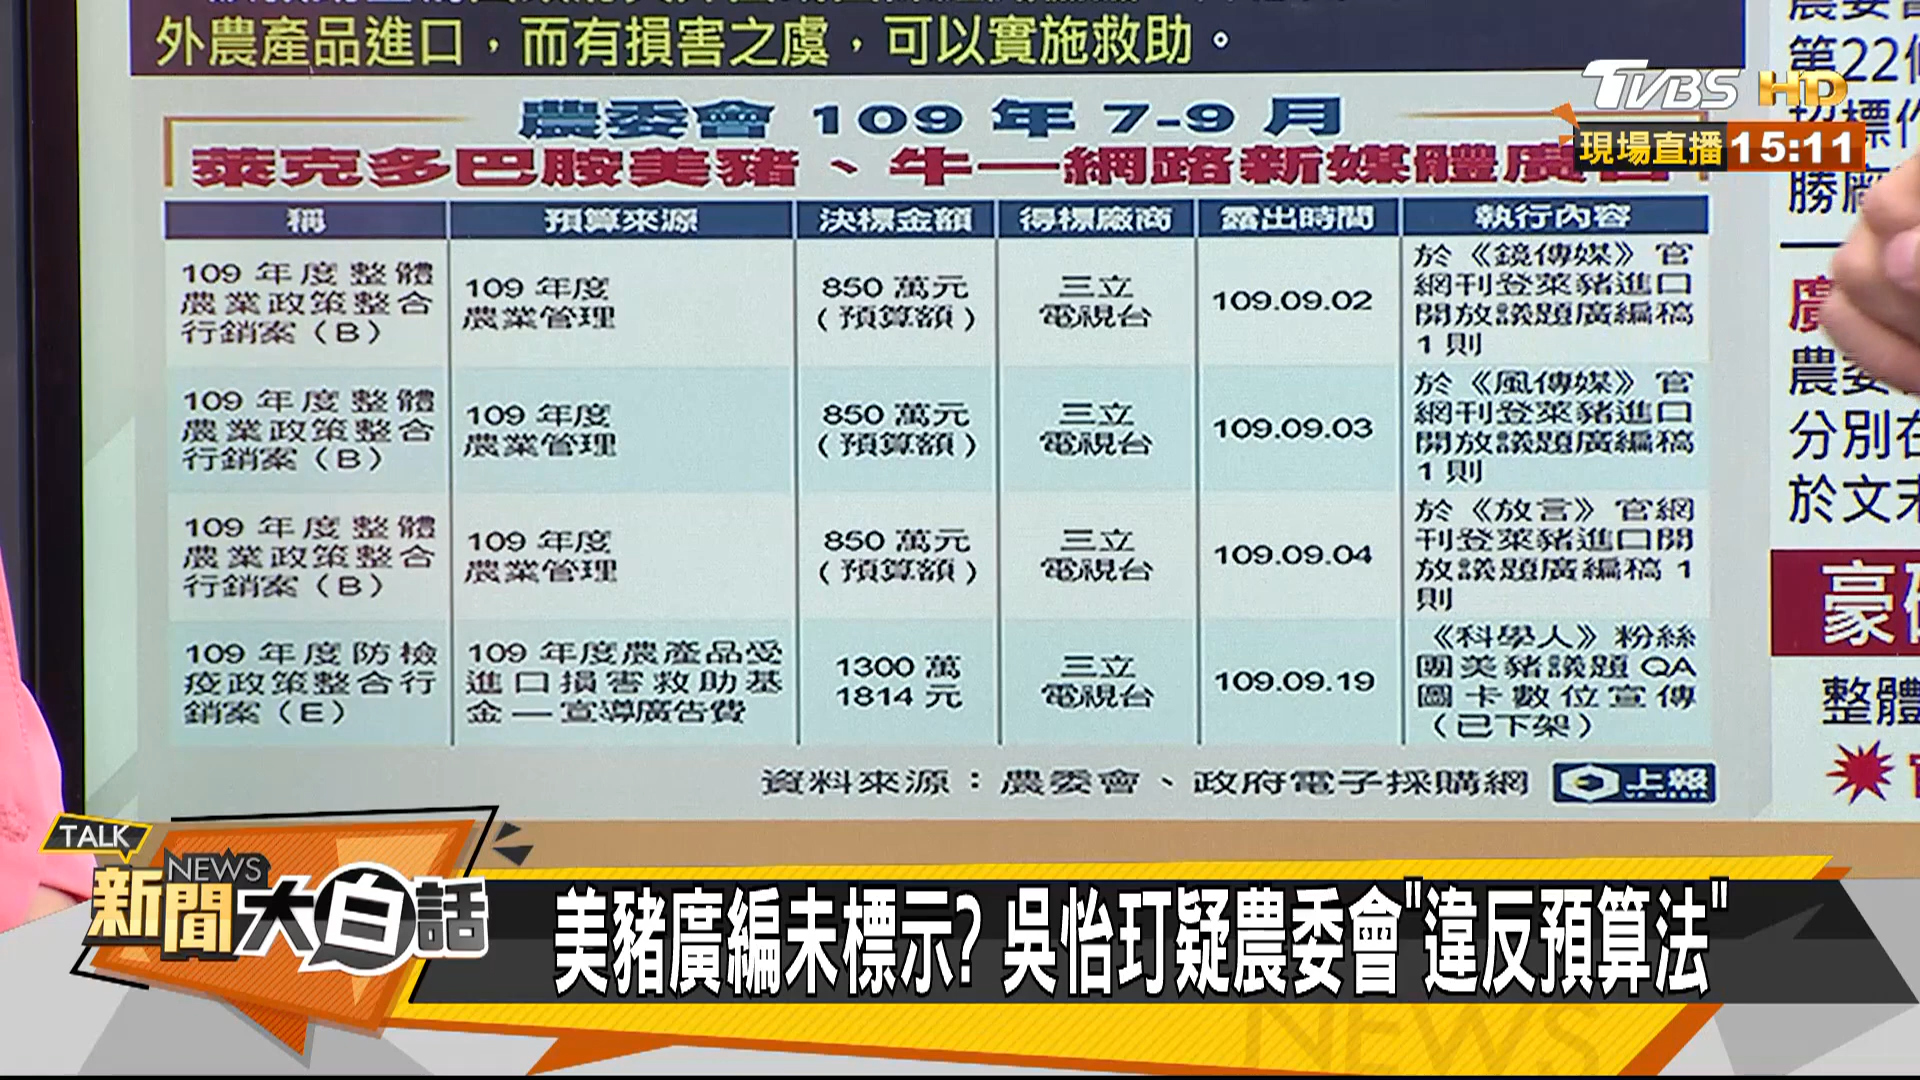 外農產品進口，而有損害之虞，可以實施救助。
TVBS HD
現場直播 15:11
農委會 109 年 7-9 月
萊克多巴胺美豬、牛—網路新媒體廣告
稱 預算來源 決標金額 得標廠商 露出時間 執行內容
109 年度整體
農業政策整合
行銷案（B）
109 年度
農業管理
850 萬元
（預算額）
三立
電視台
109.09.02
於《鏡傳媒》官
網刊登萊豬進口
開放議題廣編稿
1 則
109 年度整體
農業政策整合
行銷案（B）
109 年度
農業管理
850 萬元
（預算額）
三立
電視台
109.09.03
於《風傳媒》官
網刊登萊豬進口
開放議題廣編稿
1 則
109 年度整體
農業政策整合
行銷案（B）
109 年度
農業管理
850 萬元
（預算額）
三立
電視台
109.09.04
於《放言》官網
刊登萊豬進口開
放議題廣編稿 1
則
109 年度防檢
疫政策整合行
銷案（E）
109 年度農產品受
進口損害救助基
金—宣導廣告費
1300 萬
1814 元
三立
電視台
109.09.19
《科學人》粉絲
團美豬議題 QA
圖卡數位宣傳
（已下架）
資料來源：農委會、政府電子採購網
上報
農委會
第22
招標作
勝廠
廣
農委
分別在
於文末
豪
整體
TALK
NEWS
新聞大白話
美豬廣編未標示? 吳怡玎疑農委會"違反預算法"
NEWS